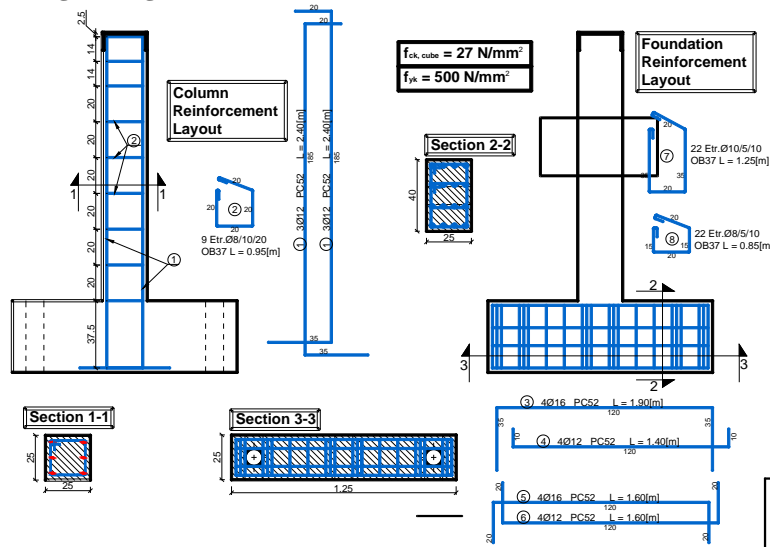 2.5
14
14
20
20
20
20
20
20
37.5
Column
Reinforcement
Layout
2
1
1
1
20
2
20
20
20
9 Etr.Ø8/10/20
OB37 L = 0.95[m]
20
20
1 3Ø12 PC52 L = 2.40[m]
185
1 3Ø12 PC52 L = 2.40[m]
185
35
35
fck, cube = 27 N/mm²
fyk = 500 N/mm²
Section 2-2
40
25
Foundation
Reinforcement
Layout
20
7
35
35
20
22 Etr.Ø10/5/10
OB37 L = 1.25[m]
20
8
15
15
20
22 Etr.Ø8/5/10
OB37 L = 0.85[m]
2
2
3
3
Section 1-1
25
25
Section 3-3
25
1.25
3 4Ø16 PC52 L = 1.90[m]
120
35
35
4 4Ø12 PC52 L = 1.40[m]
120
10
10
20
20
5 4Ø16 PC52 L = 1.60[m]
120
6 4Ø12 PC52 L = 1.60[m]
120
20
20